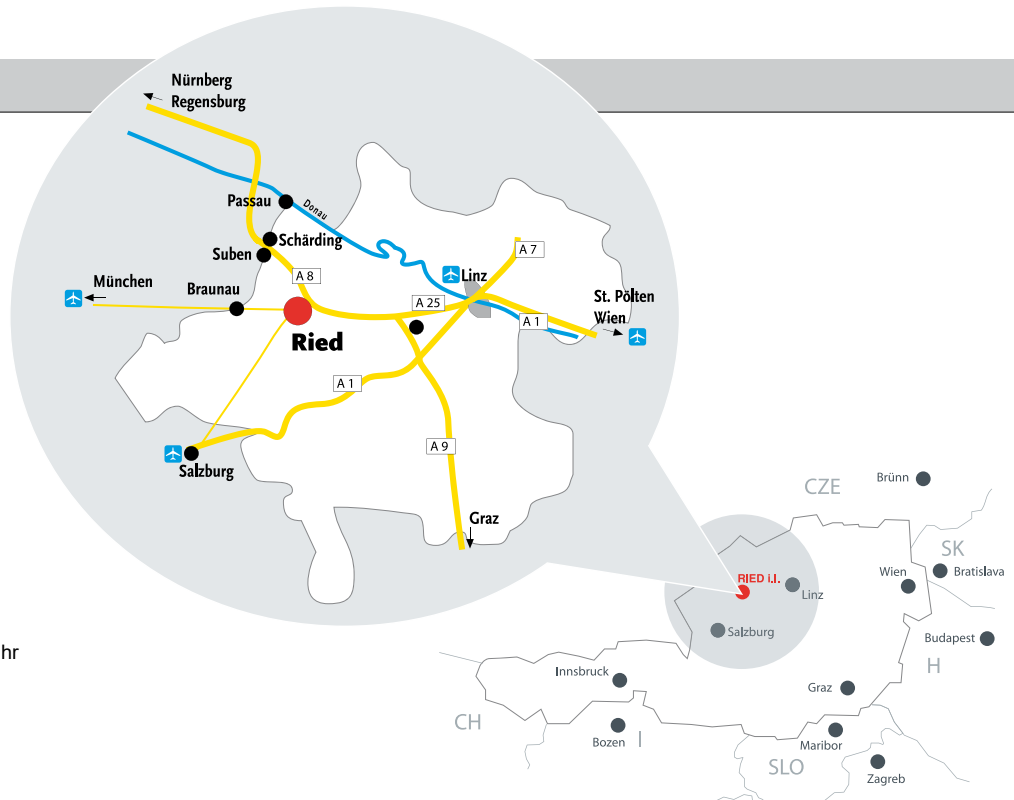 Nürnberg
Regensburg
Passau
Donau
Schärding
Suben
A 7
A 8
Linz
München
Braunau
A 25
St. Pölten
Wien
A 1
Ried
A 1
A 9
Salzburg
Graz
CZE
Brünn
SK
RIED i.I.
Linz
Wien
Bratislava
Salzburg
Budapest
hr
H
Innsbruck
Graz
CH
Bozen
I
Maribor
SLO
Zagreb